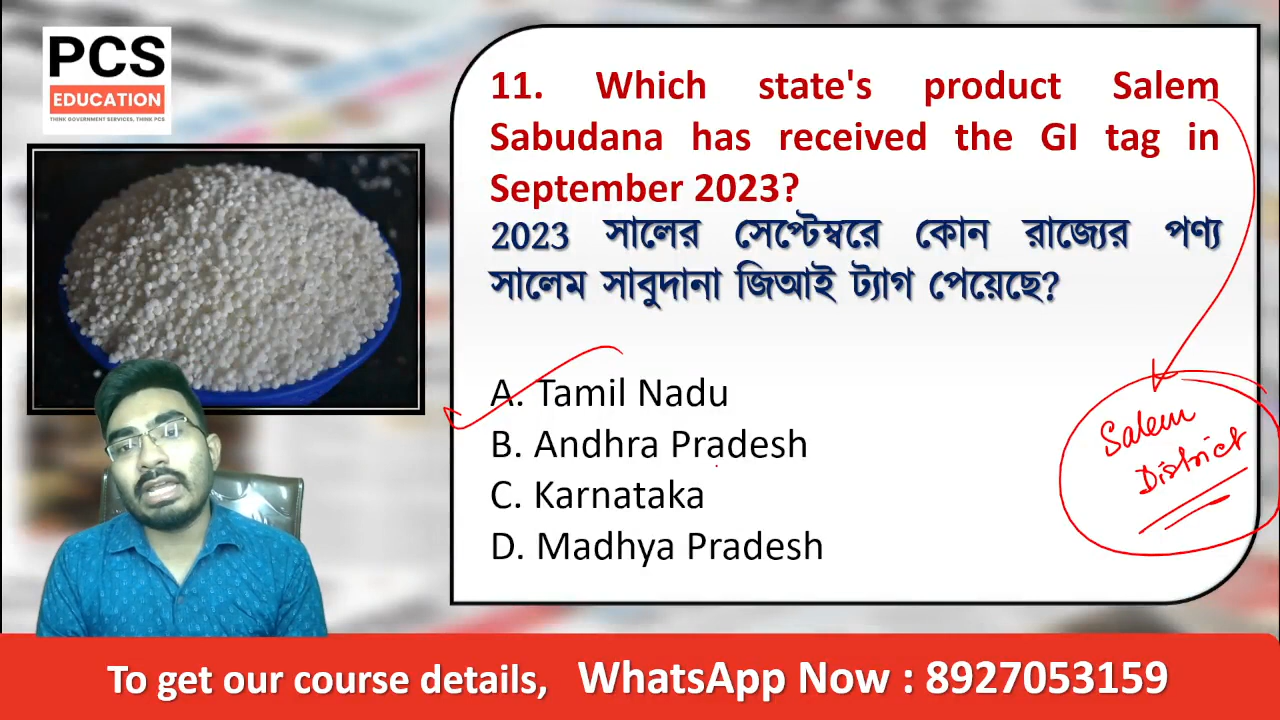 PCS
EDUCATION
THINK GOVERNMENT SERVICES, THINK PCS
11. Which state's product Salem
Sabudana has received the GI tag in
September 2023?
2023 সালের সেপ্টেম্বরে কোন রাজ্যের পণ্য
সালেম সাবুদানা জিআই ট্যাগ পেয়েছে?
A. Tamil Nadu
B. Andhra Pradesh
C. Karnataka
D. Madhya Pradesh
Salem
District
To get our course details, WhatsApp Now : 8927053159